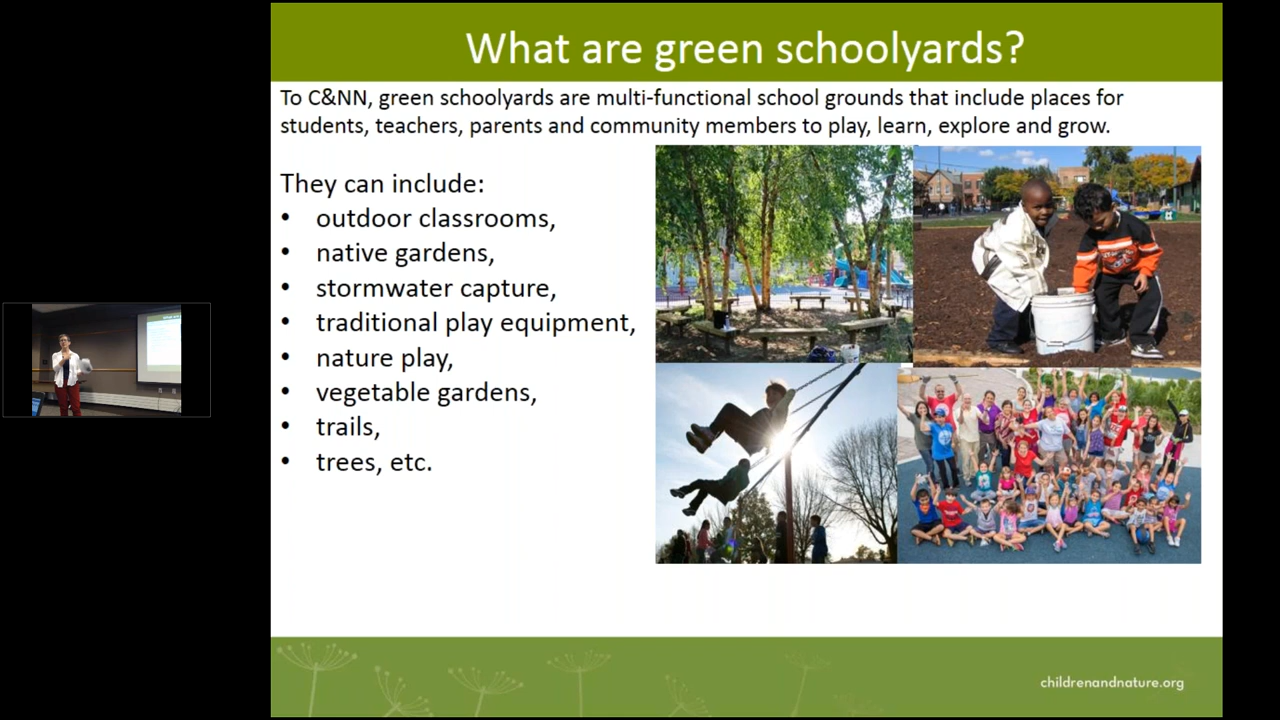 What are green schoolyards?
To C&NN, green schoolyards are multi-functional school grounds that include places for
students, teachers, parents and community members to play, learn, explore and grow.
They can include:
• outdoor classrooms,
• native gardens,
• stormwater capture,
• traditional play equipment,
• nature play,
• vegetable gardens,
• trails,
• trees, etc.
childrenandnature.org